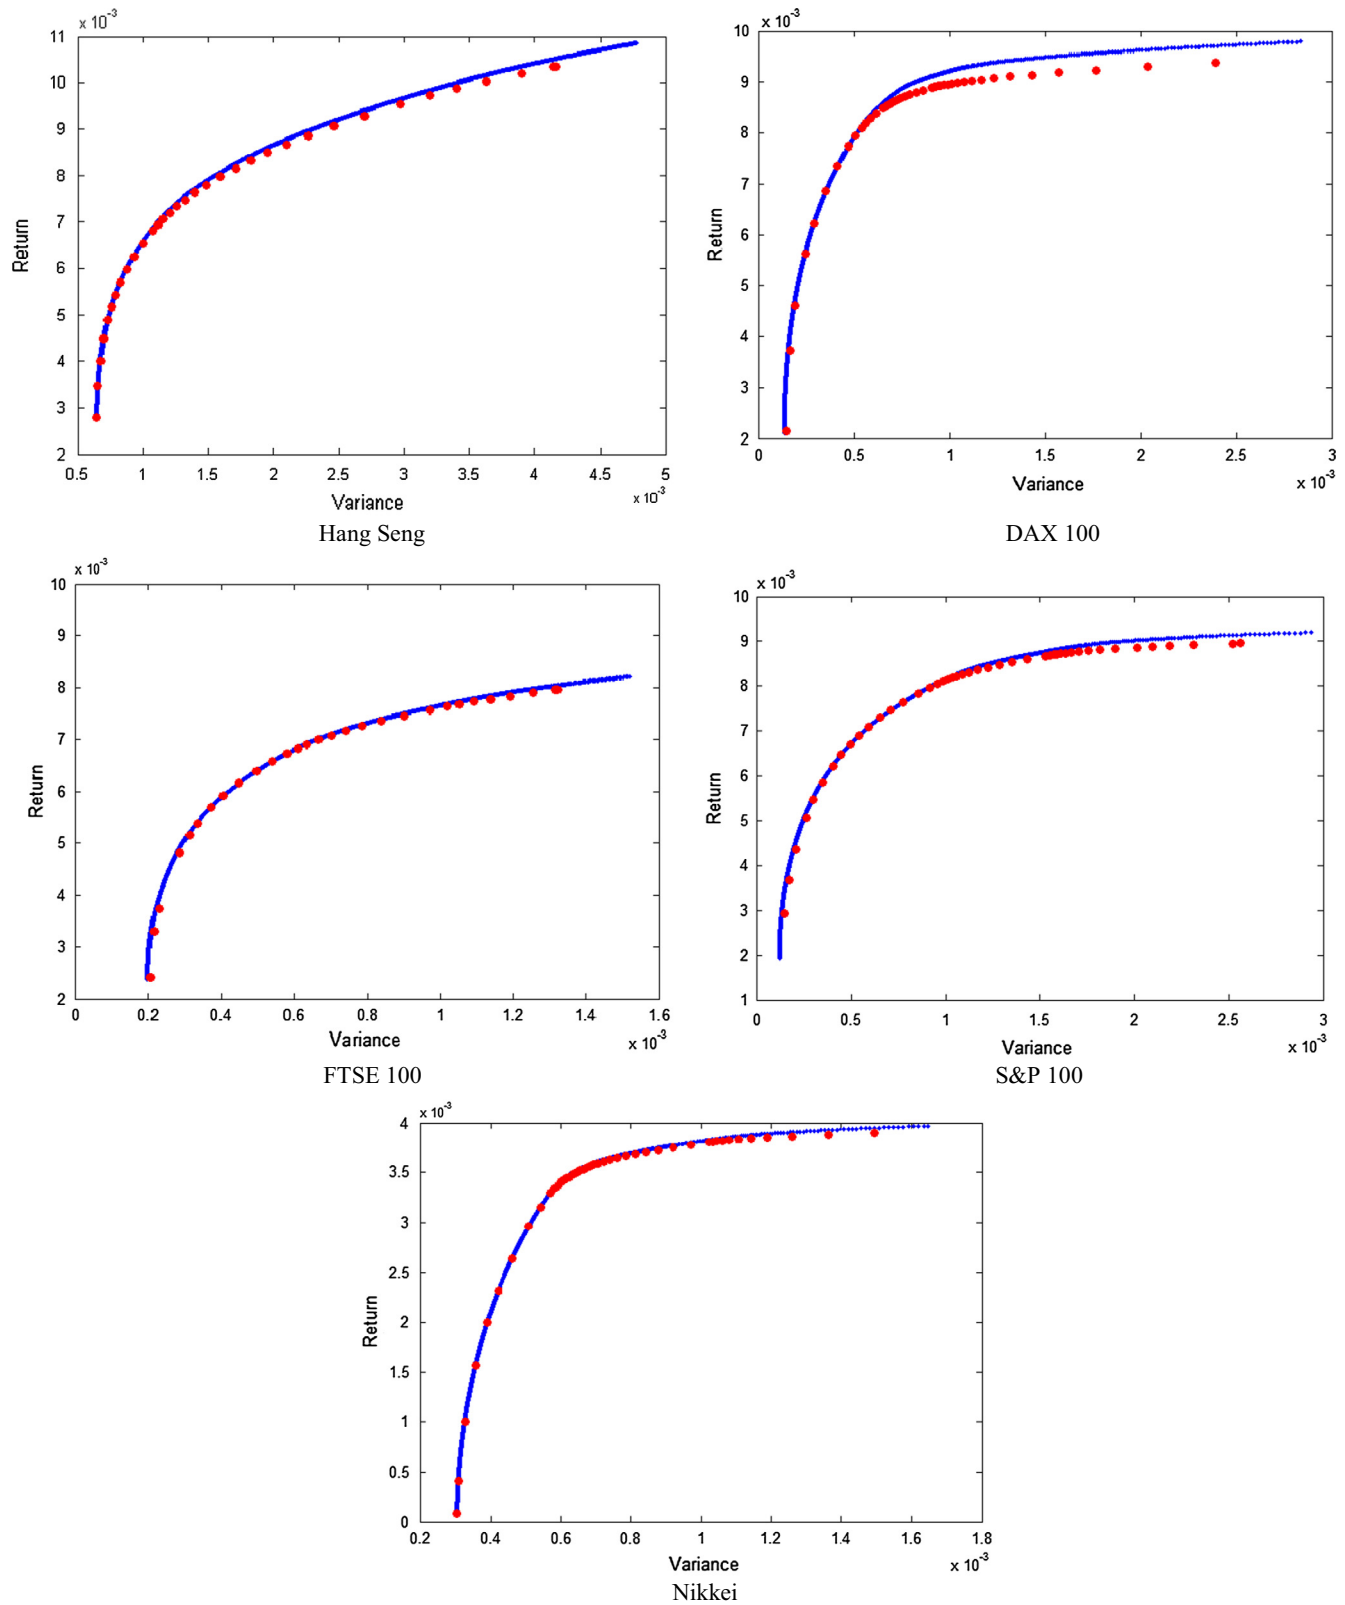 x 10-3
11
10
9
8
7
6
5
4
3
2
Return
0.5 1 1.5 2 2.5 3 3.5 4 4.5 5
Variance x 10-3
Hang Seng
x 10-3
10
9
8
7
6
5
4
3
2
Return
0 0.5 1 1.5 2 2.5 3
Variance x 10-3
DAX 100
x 10-3
10
9
8
7
6
5
4
3
2
Return
0 0.2 0.4 0.6 0.8 1 1.2 1.4 1.6
Variance x 10-3
FTSE 100
x 10-3
10
9
8
7
6
5
4
3
2
1
Return
0 0.5 1 1.5 2 2.5 3
Variance x 10-3
S&P 100
x 10-3
4
3.5
3
2.5
2
1.5
1
0.5
0
Return
0.2 0.4 0.6 0.8 1 1.2 1.4 1.6 1.8
Variance x 10-3
Nikkei